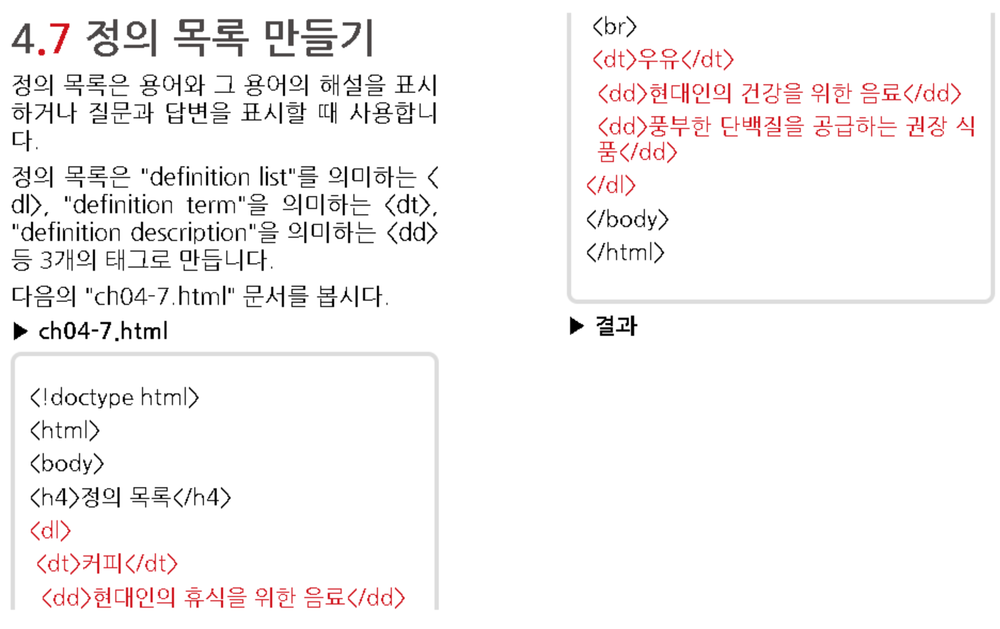 4.7 정의 목록 만들기
정의 목록은 용어와 그 용어의 해설을 표시
하거나 질문과 답변을 표시할 때 사용합니
다.
정의 목록은 "definition list"를 의미하는 <
dl>, "definition term"을 의미하는 <dt>,
"definition description"을 의미하는 <dd>
등 3개의 태그로 만듭니다.
다음의 "ch04-7.html" 문서를 봅시다.
▶ ch04-7.html
<!doctype html>
<html>
<body>
<h4>정의 목록</h4>
<dl>
<dt>커피</dt>
<dd>현대인의 휴식을 위한 음료</dd>
<br>
<dt>우유</dt>
<dd>현대인의 건강을 위한 음료</dd>
<dd>풍부한 단백질을 공급하는 권장 식
품</dd>
</dl>
</body>
</html>
▶ 결과